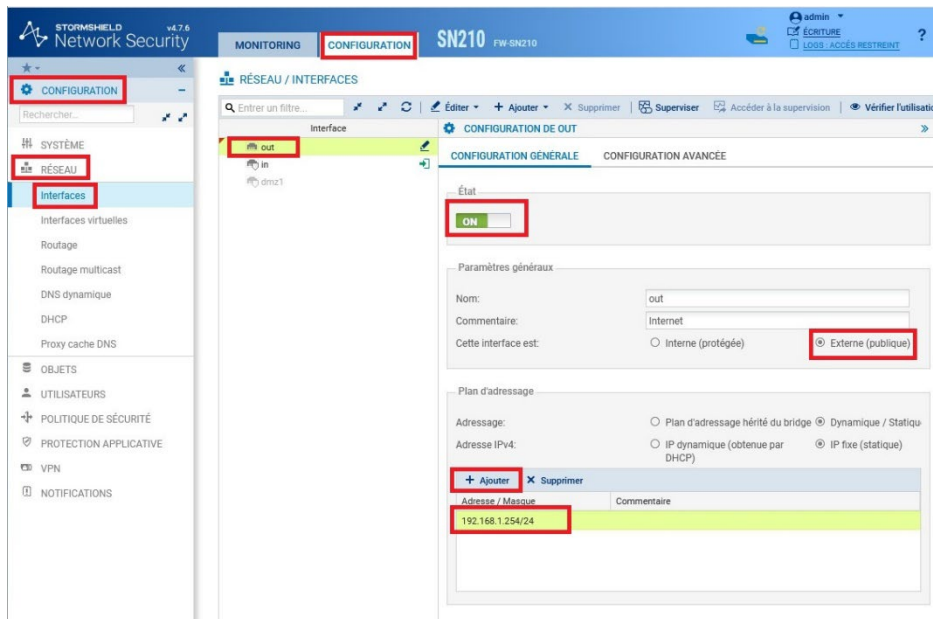 STORMSHIELD v4.7.6
Network Security
MONITORING
CONFIGURATION
SN210 FW-SN210
admin
ÉCRITURE
LOGS : ACCÈS RESTREINT
?
CONFIGURATION
Rechercher...
SYSTÈME
RÉSEAU
Interfaces
Interfaces virtuelles
Routage
Routage multicast
DNS dynamique
DHCP
Proxy cache DNS
OBJETS
UTILISATEURS
POLITIQUE DE SÉCURITÉ
PROTECTION APPLICATIVE
VPN
NOTIFICATIONS
RÉSEAU / INTERFACES
Entrer un filtre... Éditer + Ajouter × Supprimer Superviser Accéder à la supervision Vérifier l'utilisatio
Interface
out
in
dmz1
CONFIGURATION DE OUT
CONFIGURATION GÉNÉRALE CONFIGURATION AVANCÉE
État
ON
Paramètres généraux
Nom: out
Commentaire: Internet
Cette interface est: Interne (protégée) Externe (publique)
Plan d'adressage
Adressage: Plan d'adressage hérité du bridge Dynamique / Statiqu
Adresse IPv4: IP dynamique (obtenue par DHCP) IP fixe (statique)
+ Ajouter × Supprimer
Adresse / Masque Commentaire
192.168.1.254/24